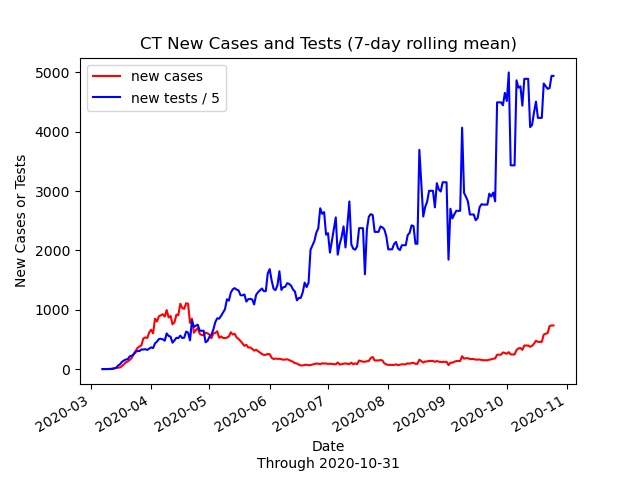 CT New Cases and Tests (7-day rolling mean)
new cases
new tests / 5
New Cases or Tests
5000
4000
3000
2000
1000
0
2020-03
2020-04
2020-05
2020-06
2020-07
2020-08
2020-09
2020-10
2020-11
Date
Through 2020-10-31